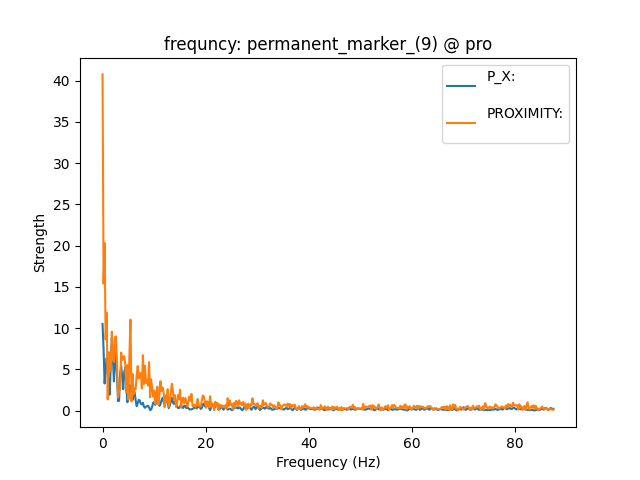 frequncy: permanent_marker_(9) @ pro
P_X:
PROXIMITY:
Strength
40
35
30
25
20
15
10
5
0
0 20 40 60 80
Frequency (Hz)